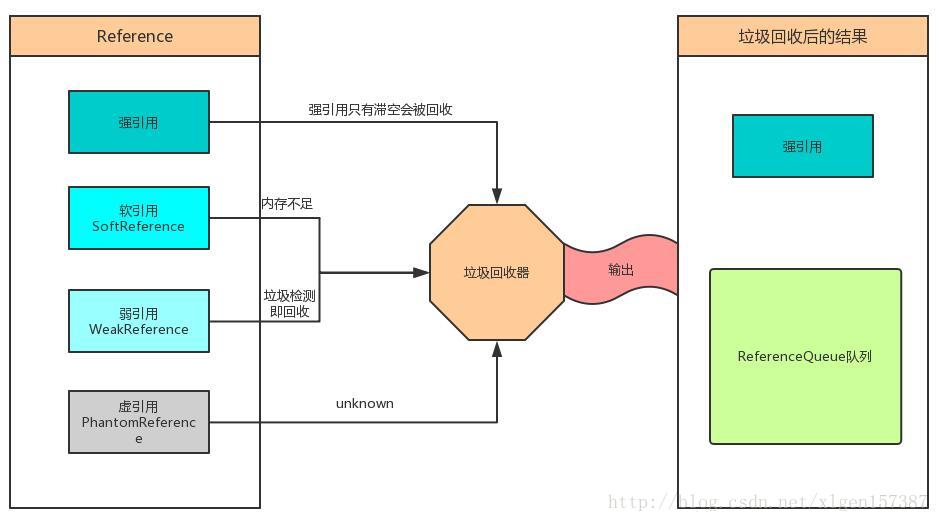 Reference
垃圾回收后的结果
强引用
强引用只有滞空会被回收
强引用
软引用
SoftReference
内存不足
垃圾回收器
输出
弱引用
WeakReference
垃圾检测
即回收
ReferenceQueue队列
虚引用
PhantomReferenc
e
unknown
http://blog.csdn.net/xlgen157387